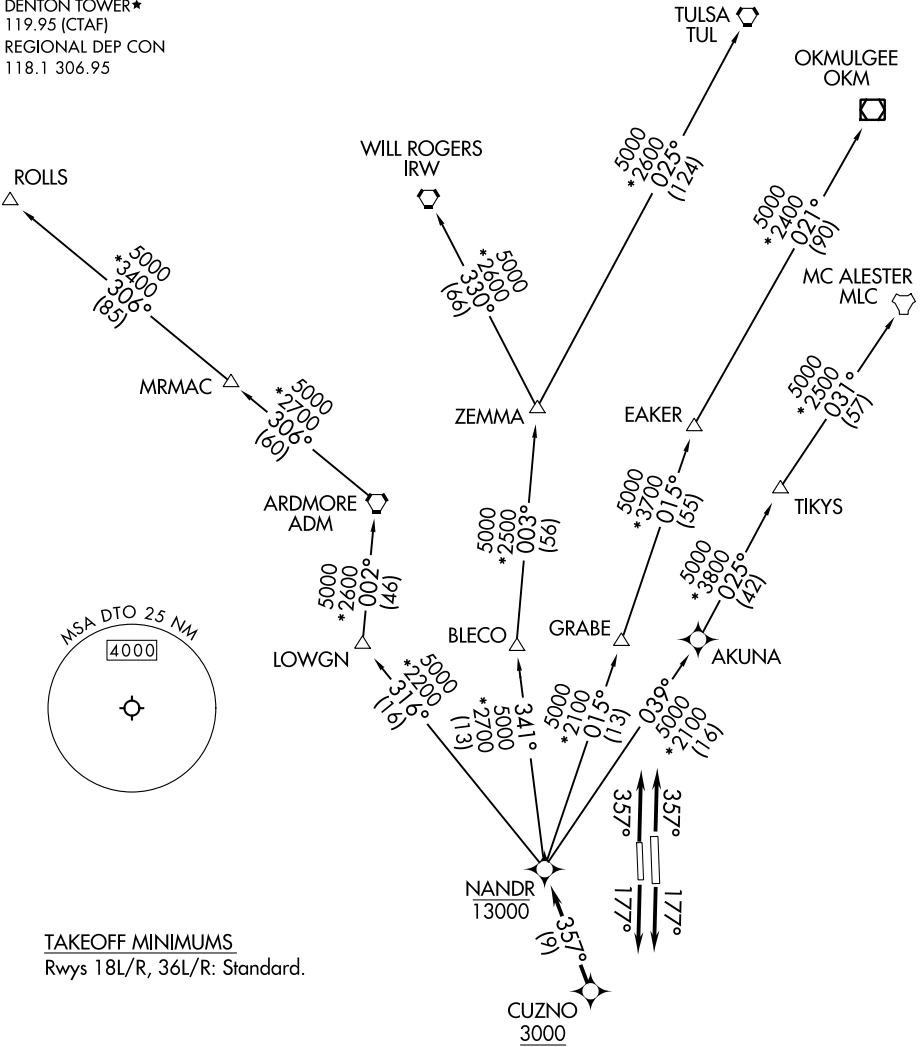 DENTON TOWER★
119.95 (CTAF)
REGIONAL DEP CON
118.1 306.95
TULSA
TUL
OKMULGEE
OKM
WILL ROGERS
IRW
ROLLS
5000
*2600
025°
(124)
5000
*2400
021°
(90)
MC ALESTER
MLC
5000
*3400
306°
(85)
5000
*2600
330°
(66)
MRMAC
5000
*2700
306°
(60)
ZEMMA
EAKER
5000
*2500
031°
(57)
ARDMORE
ADM
TIKYS
5000
*2500
003°
(56)
5000
*3700
015°
(55)
5000
*3800
025°
(42)
5000
*2600
002°
(46)
MSA DTO 25 NM
4000
LOWGN
BLECO
GRABE
AKUNA
5000
*2200
316°
(16)
341°
5000
*2700
(13)
5000
*2100
015°
(13)
039°
5000
*2100
(16)
357°
357°
177°
177°
NANDR
13000
357°
(9)
TAKEOFF MINIMUMS
Rwys 18L/R, 36L/R: Standard.
CUZNO
3000